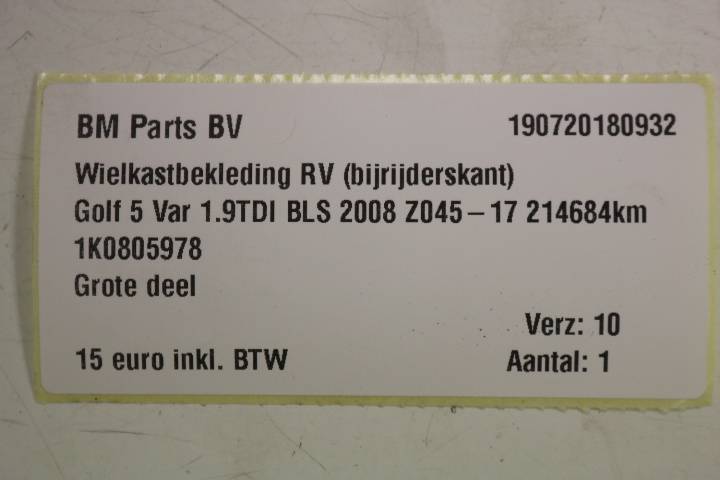 BM Parts BV 190720180932
Wielkastbekleding RV (bijrijderskant)
Golf 5 Var 1.9TDI BLS 2008 Z045-17 214684km
1K0805978
Grote deel
Verz: 10
15 euro inkl. BTW Aantal: 1